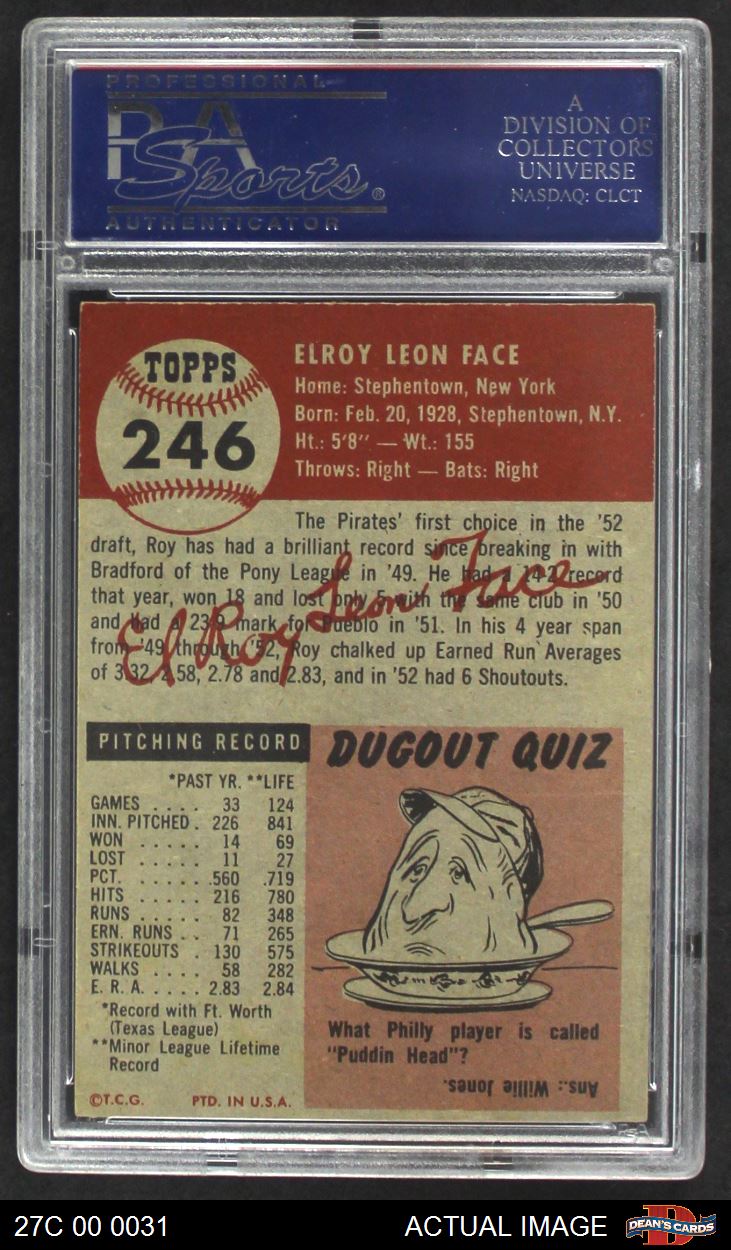 PROFESSIONAL
PSA
Sports®
AUTHENTICATOR
A
DIVISION OF
COLLECTORS
UNIVERSE
NASDAQ: CLCT
TOPPS
246
ELROY LEON FACE
Home: Stephentown, New York
Born: Feb. 20, 1928, Stephentown, N.Y.
Ht.: 5'8" — Wt.: 155
Throws: Right — Bats: Right
The Pirates' first choice in the '52
draft, Roy has had a brilliant record since breaking in with
Bradford of the Pony League in '49. He had a 14-2 record
that year, won 18 and lost only 5 with the same club in '50
and had a 23-9 mark for Pueblo in '51. In his 4 year span
from '49 through '52, Roy chalked up Earned Run Averages
of 3.32, 2.58, 2.78 and 2.83, and in '52 had 6 Shoutouts.
ElRoy Leon Face
PITCHING RECORD
*PAST YR. **LIFE
GAMES . . . . 33 124
INN. PITCHED . 226 841
WON . . . . . 14 69
LOST . . . . . 11 27
PCT. . . . . . .560 .719
HITS . . . . . 216 780
RUNS . . . . . 82 348
ERN. RUNS . . 71 265
STRIKEOUTS . 130 575
WALKS . . . . 58 282
E. R. A. . . . . 2.83 2.84
*Record with Ft. Worth
(Texas League)
**Minor League Lifetime
Record
©T.C.G. PTD. IN U.S.A.
DUGOUT QUIZ
What Philly player is called
"Puddin Head"?
Ans.: Willie Jones.
27C 00 0031
ACTUAL IMAGE
D
DEAN'S CARDS